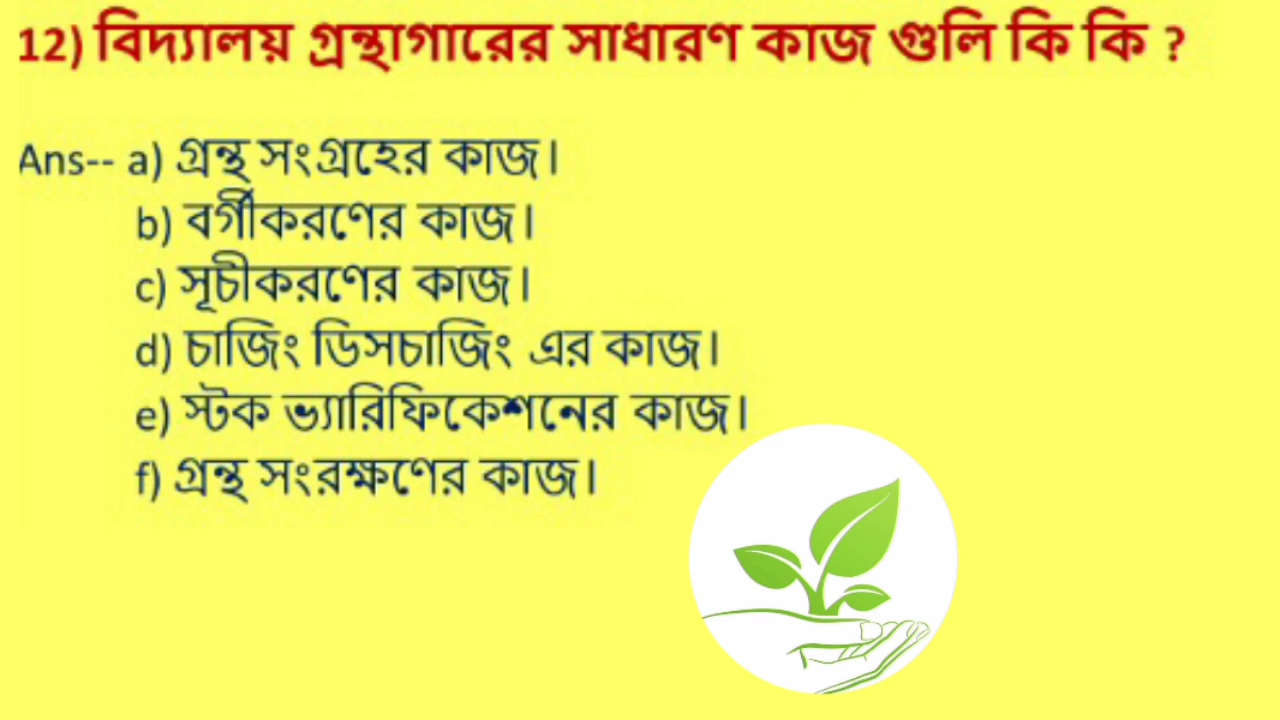 12) বিদ্যালয় গ্রন্থাগারের সাধারণ কাজ গুলি কি কি ?
Ans-- a) গ্রন্থ সংগ্রহের কাজ।
b) বর্গীকরণের কাজ।
c) সূচীকরণের কাজ।
d) চার্জিং ডিসচার্জিং এর কাজ।
e) স্টক ভ্যারিফিকেশনের কাজ।
f) গ্রন্থ সংরক্ষণের কাজ।